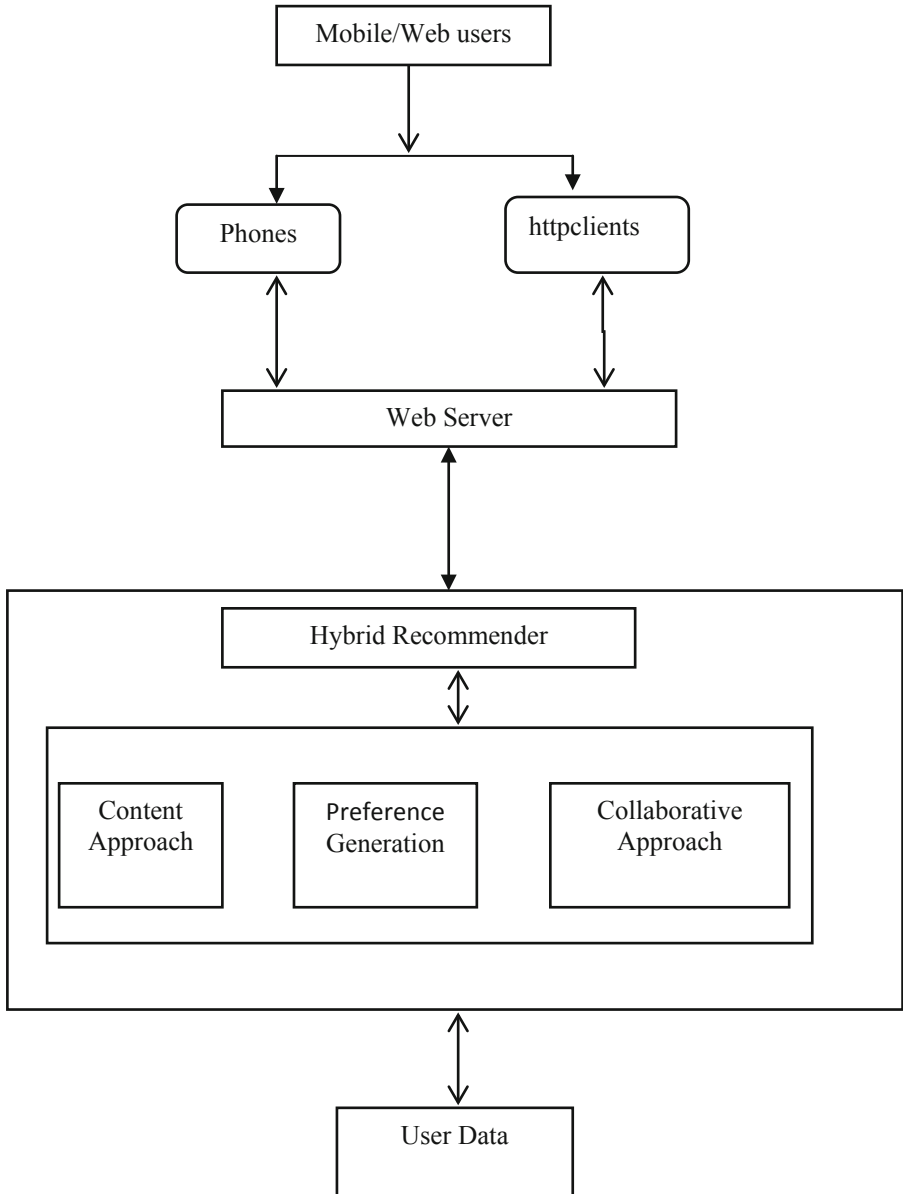 Mobile/Web users
Phones
httpclients
Web Server
Hybrid Recommender
Content
Approach
Preference
Generation
Collaborative
Approach
User Data